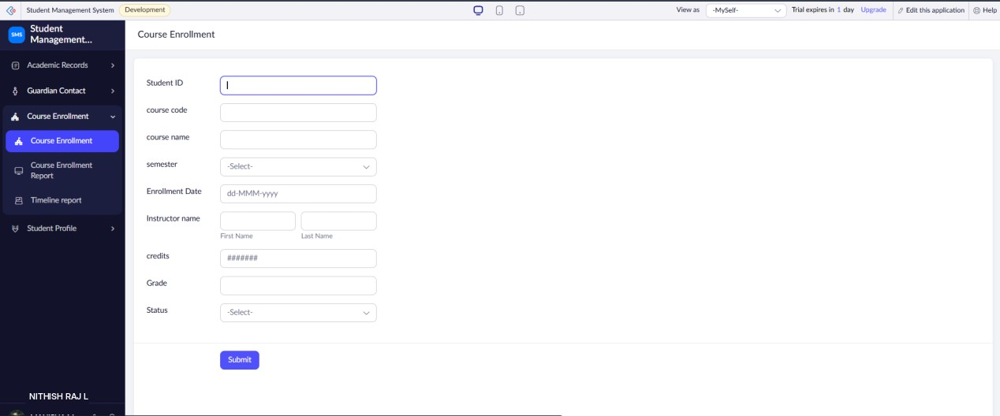 Student Management System Development View as -MySelf- Trial expires in 1 day Upgrade Edit this application Help
SMS Student
Management...
Course Enrollment
Academic Records
Guardian Contact
Course Enrollment
Course Enrollment
Course Enrollment
Report
Timeline report
Student Profile
NITHISH RAJ L
Student ID
course code
course name
semester -Select-
Enrollment Date dd-MMM-yyyy
Instructor name
First Name Last Name
credits #######
Grade
Status -Select-
Submit